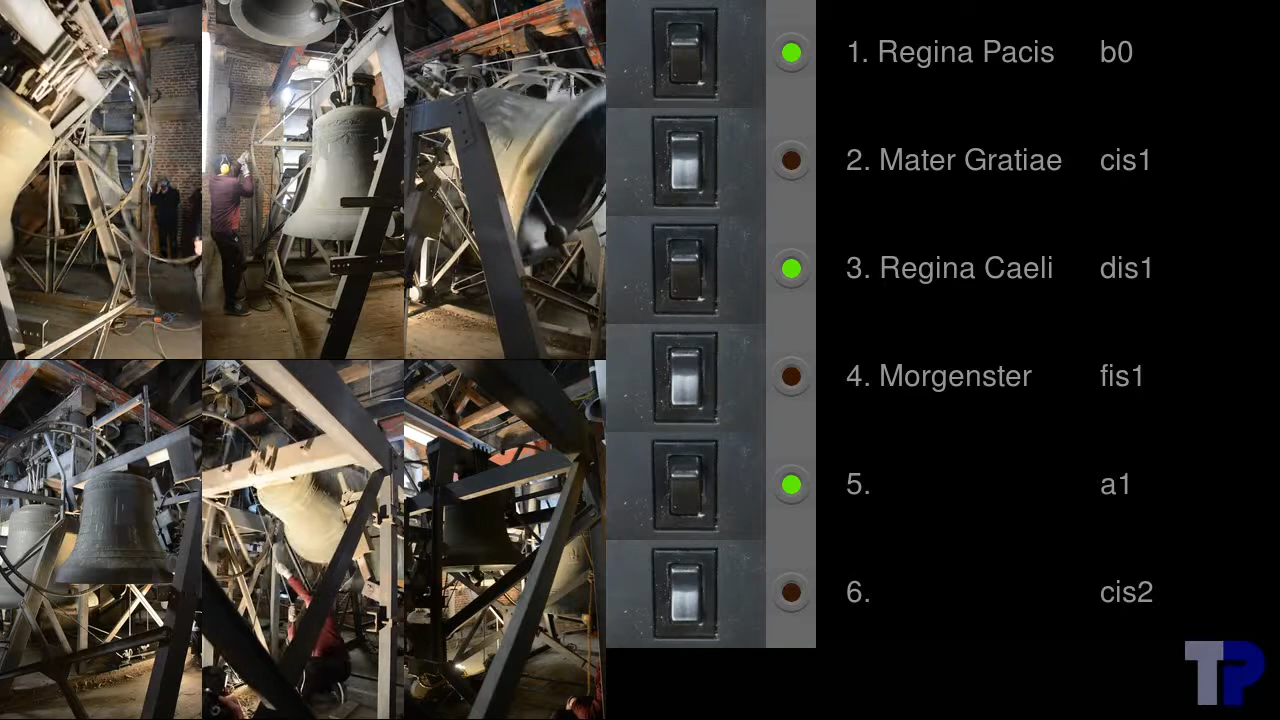 1. Regina Pacis b0
2. Mater Gratiae cis1
3. Regina Caeli dis1
4. Morgenster fis1
5. a1
6. cis2
TP